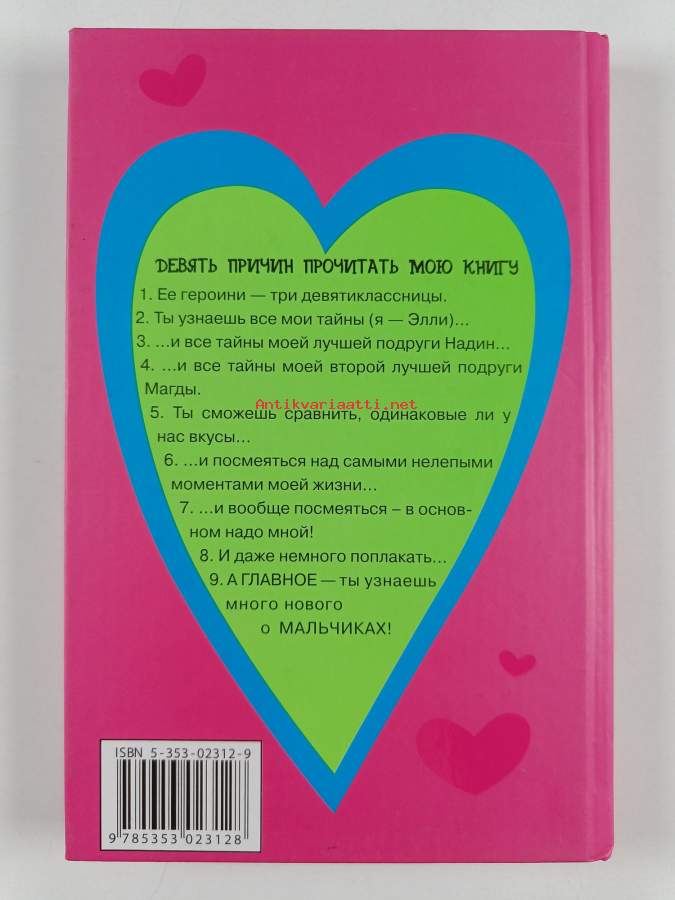 ДЕВЯТЬ ПРИЧИН ПРОЧИТАТЬ МОЮ КНИГУ
1. Ее героини — три девятиклассницы.
2. Ты узнаешь все мои тайны (я — Элли)...
3. ...и все тайны моей лучшей подруги Надин...
4. ...и все тайны моей второй лучшей подруги
Магды.
Antikvariaatti.net
5. Ты сможешь сравнить, одинаковые ли у
нас вкусы...
6. ...и посмеяться над самыми нелепыми
моментами моей жизни...
7. ...и вообще посмеяться – в основ-
ном надо мной!
8. И даже немного поплакать...
9. А ГЛАВНОЕ — ты узнаешь
много нового
о МАЛЬЧИКАХ!
ISBN 5-353-02312-9
9 785353 023128